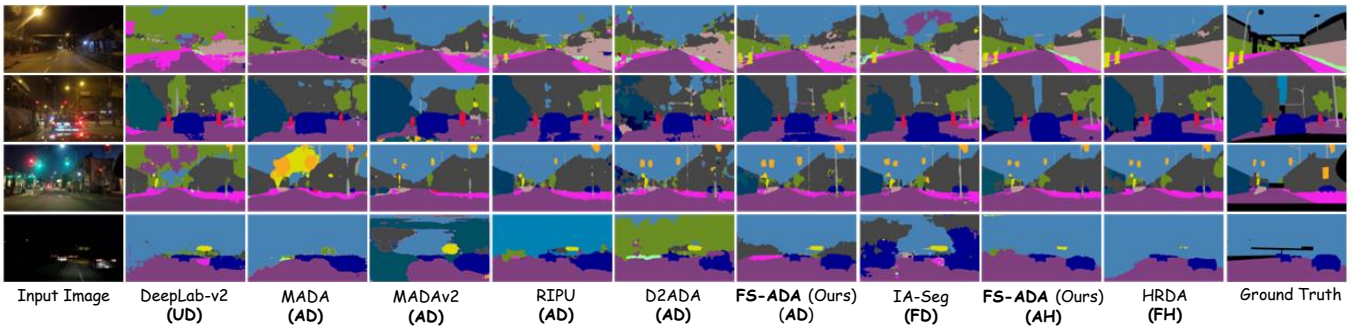 Input Image DeepLab-v2 MADA MADAv2 RIPU D2ADA FS-ADA (Ours) IA-Seg FS-ADA (Ours) HRDA Ground Truth
(UD) (AD) (AD) (AD) (AD) (AD) (FD) (AH) (FH)